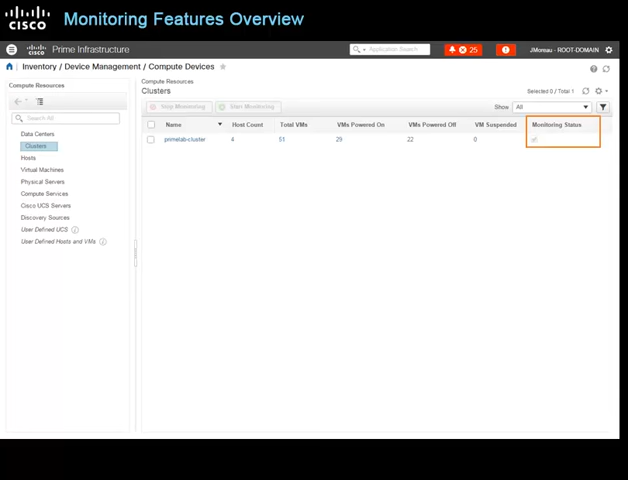 CISCO
Monitoring Features Overview
CISCO Prime Infrastructure
Application Search
25
JMoreau - ROOT-DOMAIN
Inventory / Device Management / Compute Devices
Compute Resources
Search All
Data Centers
Clusters
Hosts
Virtual Machines
Physical Servers
Compute Services
Cisco UCS Servers
Discovery Sources
User Defined UCS
User Defined Hosts and VMs
Compute Resources
Clusters
Selected 0 / Total 1
Stop Monitoring
Start Monitoring
Show All
Name Host Count Total VMs VMs Powered On VMs Powered Off VM Suspended Monitoring Status
primelab-cluster 4 51 29 22 0